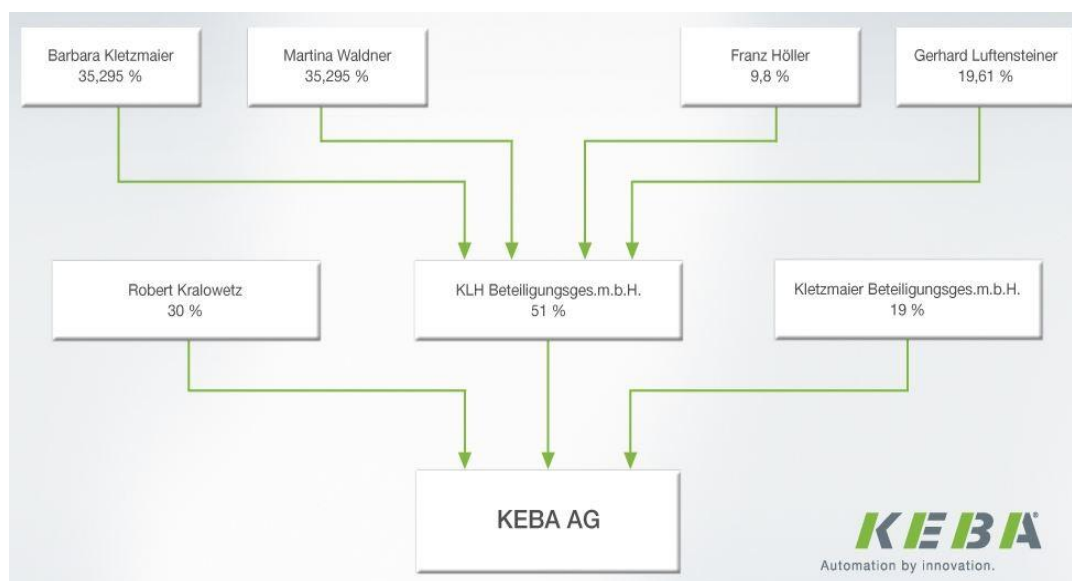 Barbara Kletzmaier
35,295 %
Martina Waldner
35,295 %
Franz Höller
9,8 %
Gerhard Luftensteiner
19,61 %
Robert Kralowetz
30 %
KLH Beteiligungsges.m.b.H.
51 %
Kletzmaier Beteiligungsges.m.b.H.
19 %
KEBA AG
KEBA®
Automation by innovation.